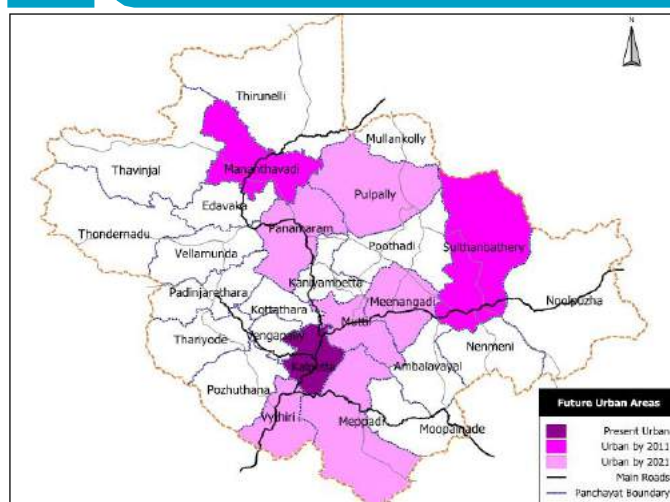 N
Thirunelli
Mullankolly
Thavinjal
Mananthavadi
Pulpally
Edavaka
Thondernadu
Panamaram
Poothadi
Sulthanbathery
Vellamunda
Padinjarethara
Kaniyambetta
Meenangadi
Noolpuzha
Kottathara
Muttil
Thariyode
Vengapally
Nenmeni
Kalpetta
Ambalavayal
Pozhuthana
Vythiri
Meppadi
Moopainade
Future Urban Areas
Present Urban
Urban by 2011
Urban by 2021
Main Roads
Panchayat Boundary